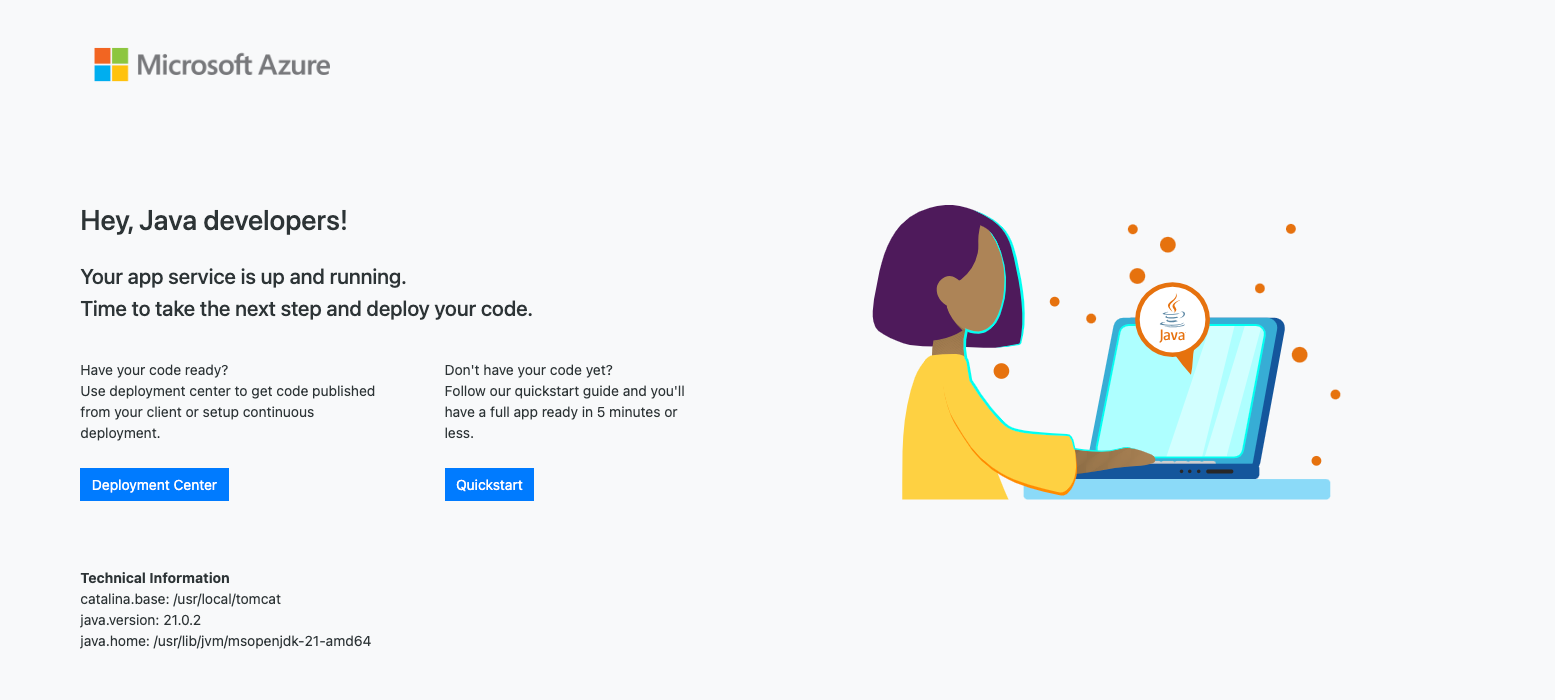 Microsoft Azure
Hey, Java developers!
Your app service is up and running.
Time to take the next step and deploy your code.
Have your code ready?
Use deployment center to get code published
from your client or setup continuous
deployment.
Deployment Center
Don't have your code yet?
Follow our quickstart guide and you'll
have a full app ready in 5 minutes or
less.
Quickstart
Java
Technical Information
catalina.base: /usr/local/tomcat
java.version: 21.0.2
java.home: /usr/lib/jvm/msopenjdk-21-amd64